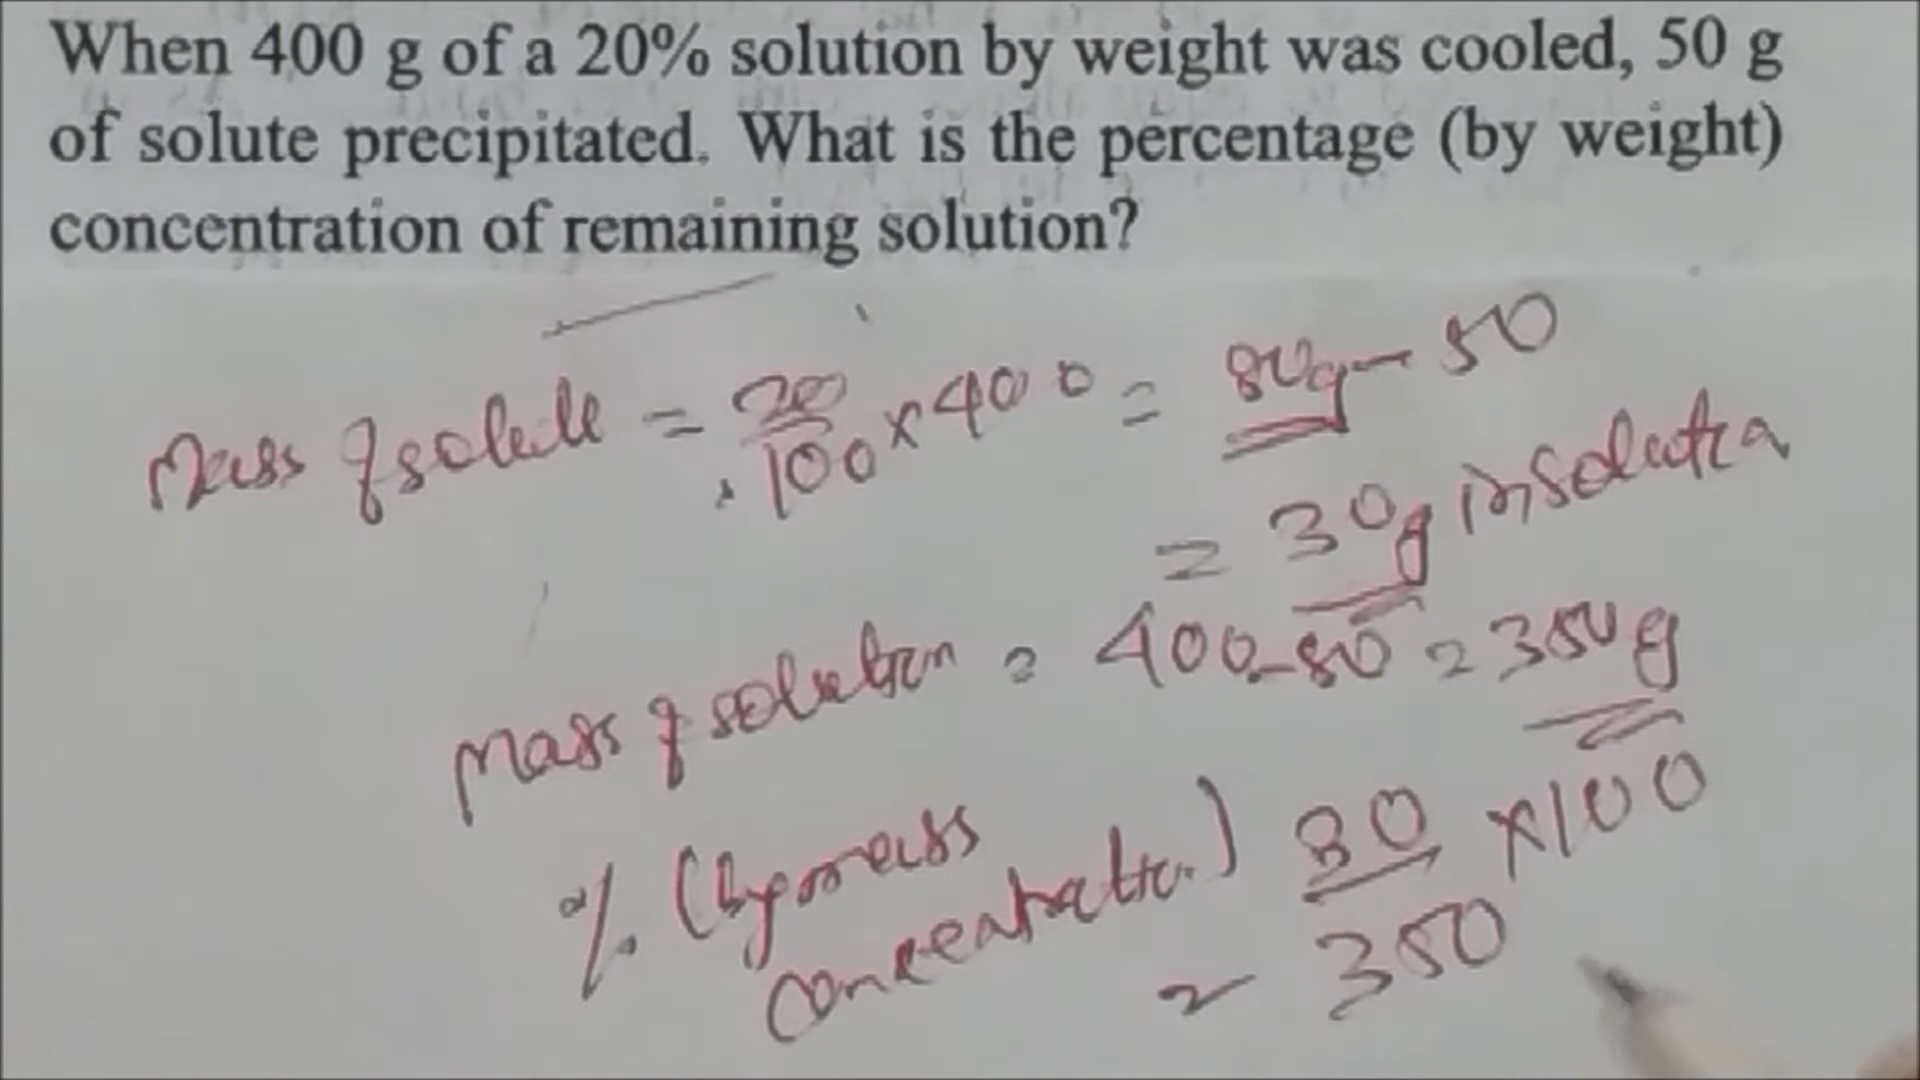 When 400 g of a 20% solution by weight was cooled, 50 g
of solute precipitated. What is the percentage (by weight)
concentration of remaining solution?
Mass of solute = 20/100 × 400 = 80g - 50
= 30g in solution
Mass of solution = 400-50 = 350g
% (by mass concentration) = 30/350 × 100